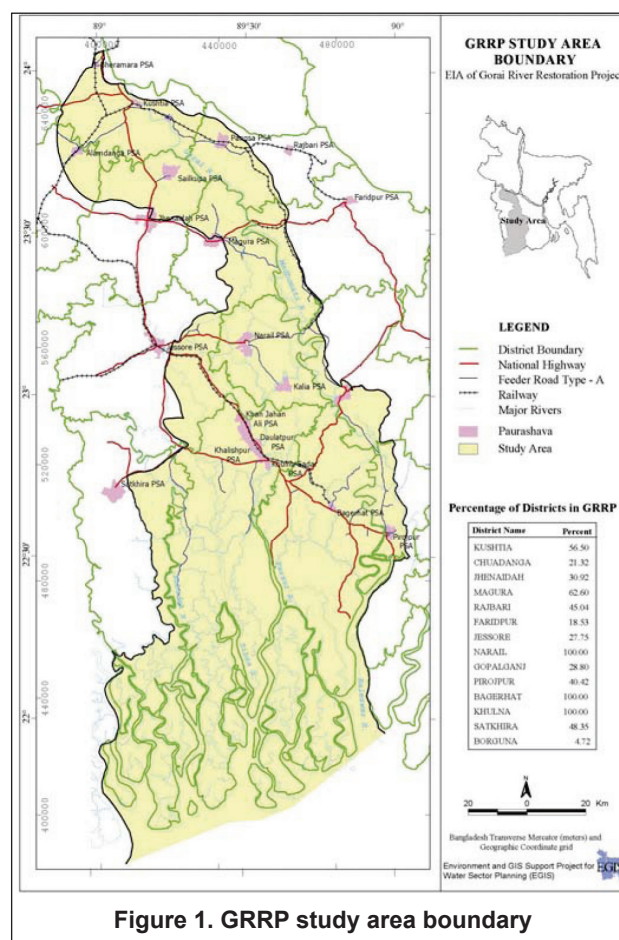 89°
89°30
90°
400000
440000
480000
24°
640000
23°30
600000
560000
23°
520000
22°30
480000
440000
22°
400000
Bheramara PSA
Kushtia PSA
Pangsa PSA
Rajbari PSA
Alamdanga PSA
Sailkupa PSA
Faridpur PSA
Jhenaidah PSA
Magura PSA
Jessore PSA
Narail PSA
Kalia PSA
Khan Jahan
Ali PSA
Daulatpur
PSA
Khalishpur
PSA
Satkhira PSA
Bagerhat PSA
Pirojpur
PSA
GRRP STUDY AREA
BOUNDARY
EIA of Gorai River Restoration Project
Study Area
LEGEND
District Boundary
National Highway
Feeder Road Type - A
Railway
Major Rivers
Paurashava
Study Area
Percentage of Districts in GRRP
District Name Percent
KUSHTIA 56.50
CHUADANGA 21.32
JHENAIDAH 30.92
MAGURA 62.60
RAJBARI 45.04
FARIDPUR 18.53
JESSORE 27.75
NARAIL 100.00
GOPALGANJ 28.80
PIROJPUR 40.42
BAGERHAT 100.00
KHULNA 100.00
SATKHIRA 48.35
BORGUNA 4.72
N
20 0 20 Km
Bangladesh Transverse Mercator (meters) and
Geographic Coordinate grid
Environment and GIS Support Project for
Water Sector Planning (EGIS)
EGIS
Figure 1. GRRP study area boundary